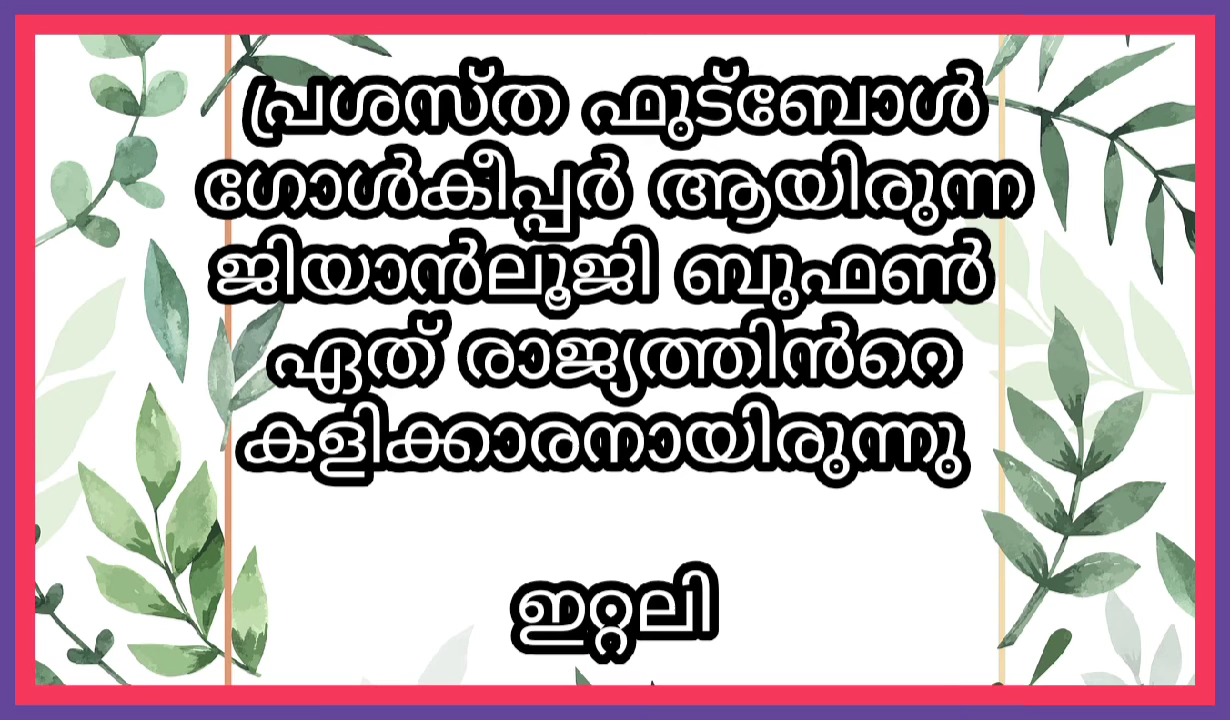 പ്രശസ്ത ഫുട്ബോൾ
ഗോൾകീപ്പർ ആയിരുന്ന
ജിയാൻലൂജി ബുഫൺ
ഏത് രാജ്യത്തിൻറെ
കളിക്കാരനായിരുന്നു
ഇറ്റലി